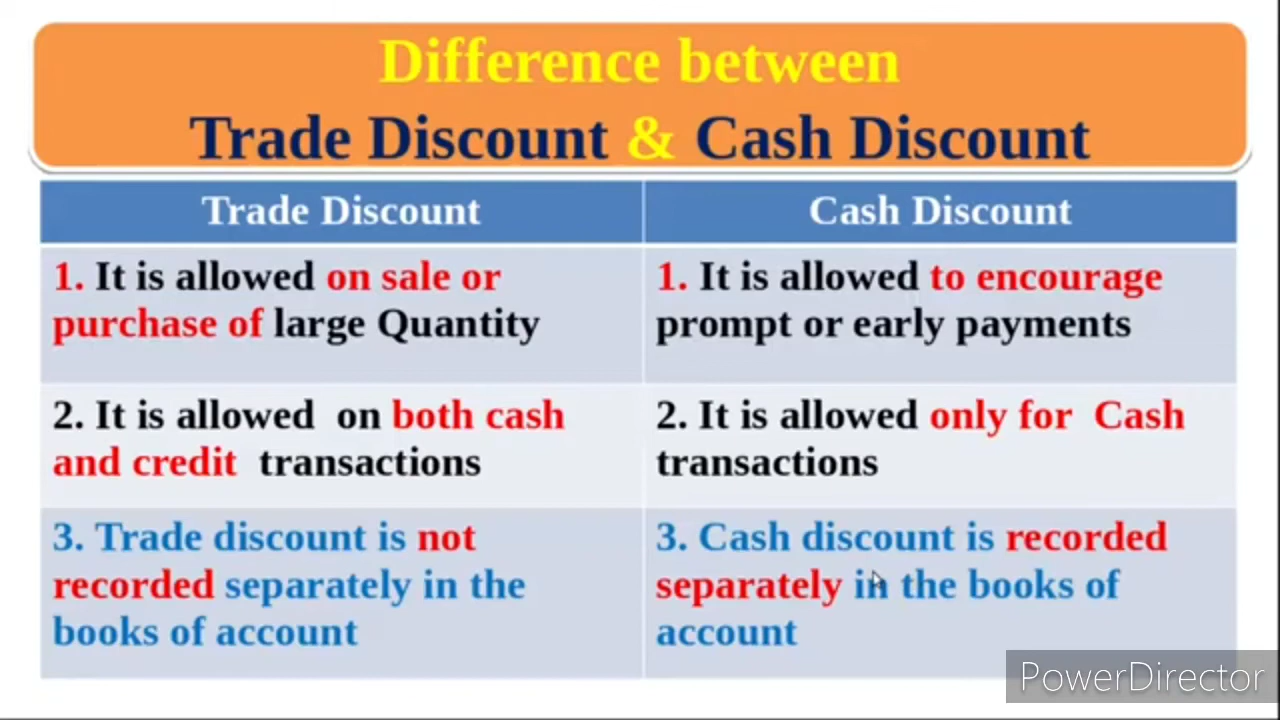 Difference between
Trade Discount & Cash Discount
Trade Discount
Cash Discount
1. It is allowed on sale or
purchase of large Quantity
1. It is allowed to encourage
prompt or early payments
2. It is allowed on both cash
and credit transactions
2. It is allowed only for Cash
transactions
3. Trade discount is not
recorded separately in the
books of account
3. Cash discount is recorded
separately in the books of
account
PowerDirector